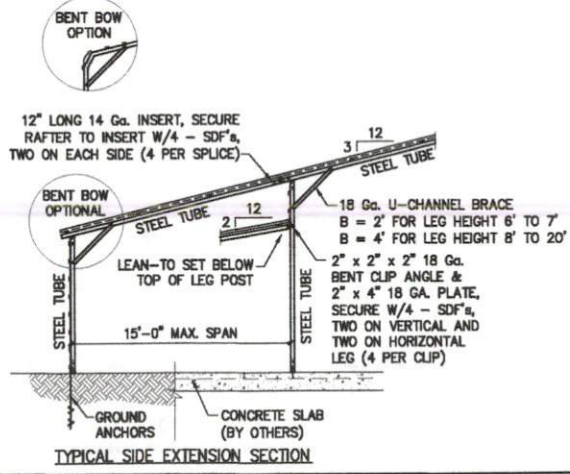 BENT BOW
OPTION
12" LONG 14 Ga. INSERT, SECURE
RAFTER TO INSERT W/4 - SDF's,
TWO ON EACH SIDE (4 PER SPLICE)
12
3
STEEL TUBE
BENT BOW
OPTIONAL
STEEL TUBE
12
2
18 Ga. U-CHANNEL BRACE
B = 2' FOR LEG HEIGHT 6' TO 7'
B = 4' FOR LEG HEIGHT 8' TO 20'
LEAN-TO SET BELOW
TOP OF LEG POST
2" x 2" x 2" 18 Ga.
BENT CLIP ANGLE &
2" x 4" 18 GA. PLATE,
SECURE W/4 - SDF's,
TWO ON VERTICAL AND
TWO ON HORIZONTAL
LEG (4 PER CLIP)
STEEL TUBE
15'-0" MAX. SPAN
STEEL TUBE
GROUND
ANCHORS
CONCRETE SLAB
(BY OTHERS)
TYPICAL SIDE EXTENSION SECTION